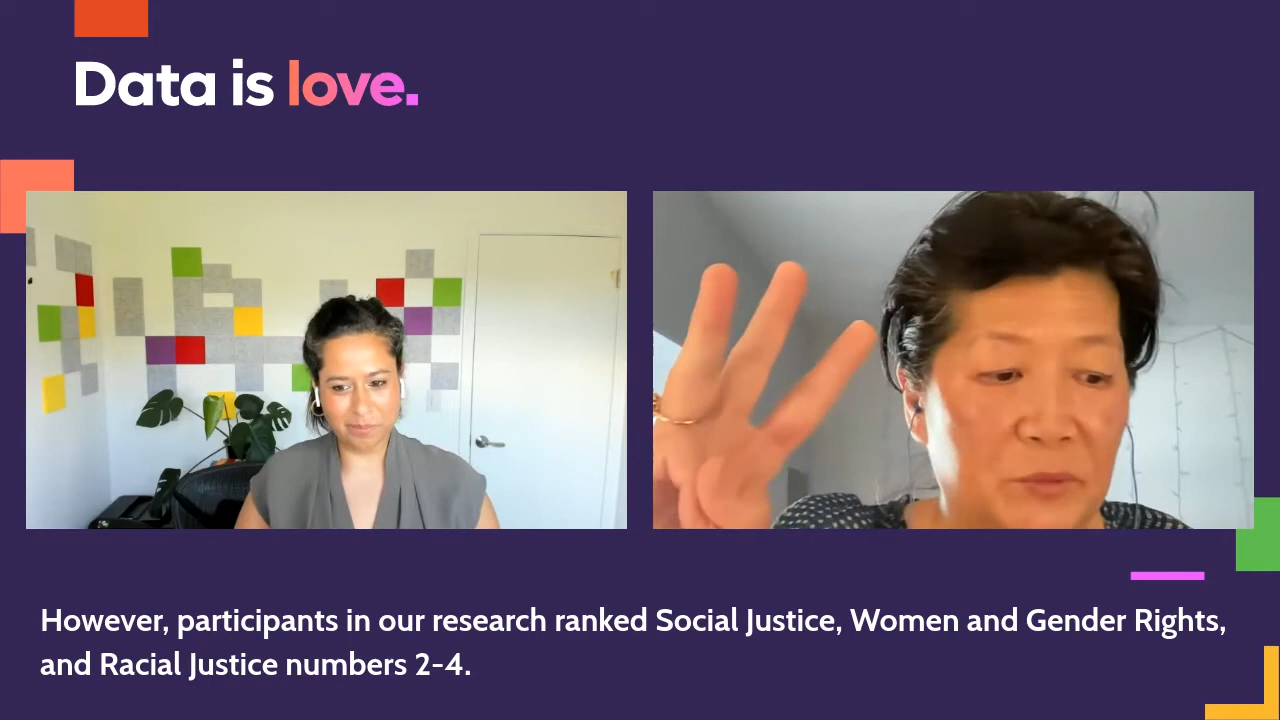 Data is love.
However, participants in our research ranked Social Justice, Women and Gender Rights,
and Racial Justice numbers 2-4.